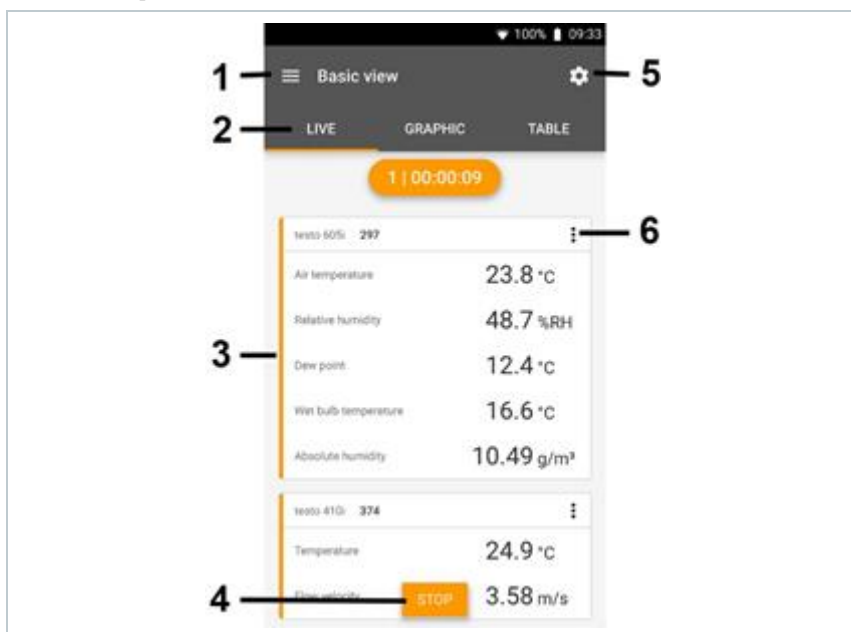 100% 09:33
1 Basic view 5
2 LIVE GRAPHIC TABLE
1 | 00:00:09
testo 605i 297 6
Air temperature 23.8 °C
Relative humidity 48.7 %RH
3 Dew point 12.4 °C
Wet bulb temperature 16.6 °C
Absolute humidity 10.49 g/m³
testo 410i 374
Temperature 24.9 °C
4 Flow velocity STOP 3.58 m/s